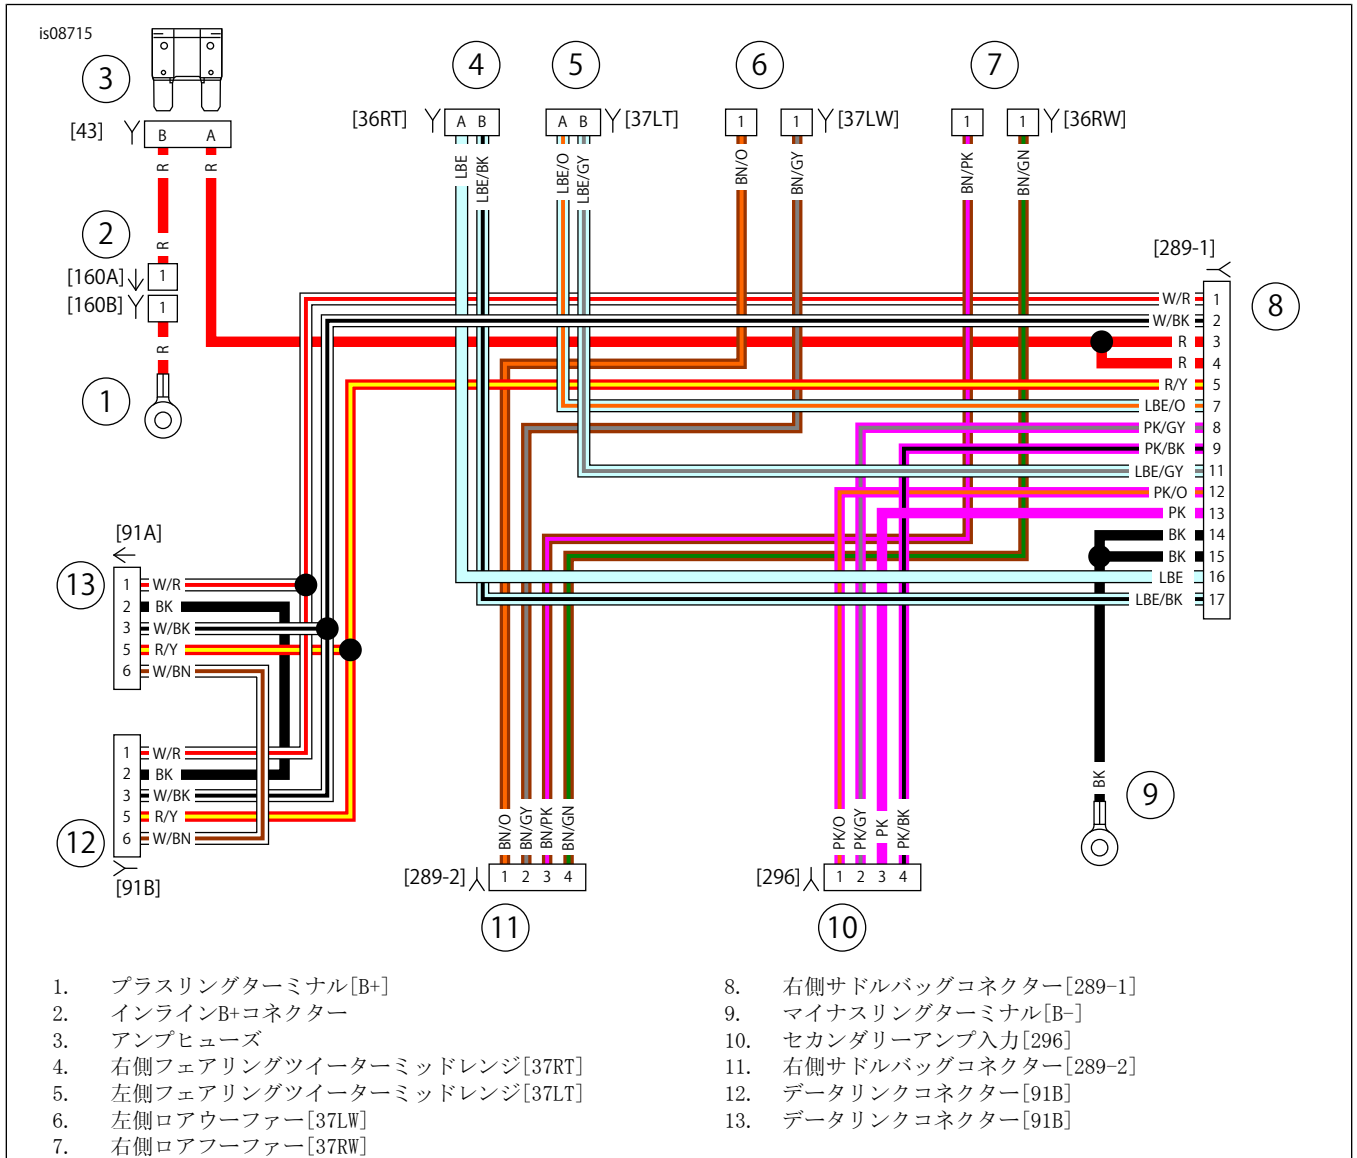 is08715
3
4
5
6
7
[43]
B A
[36RT]
A B
A B
[37LT]
1
1
[37LW]
1
1
[36RW]
R
R
LBE
LBE/BK
LBE/O
LBE/GY
BN/O
BN/GY
BN/PK
BN/GN
2
R
[160A]
1
[160B]
1
R
1
[289-1]
8
W/R 1
W/BK 2
R 3
R 4
R/Y 5
LBE/O 7
PK/GY 8
PK/BK 9
LBE/GY 11
PK/O 12
PK 13
BK 14
BK 15
LBE 16
LBE/BK 17
[91A]
13
1 W/R
2 BK
3 W/BK
5 R/Y
6 W/BN
1 W/R
2 BK
3 W/BK
5 R/Y
6 W/BN
12
[91B]
BN/O
BN/GY
BN/PK
BN/GN
[289-2]
1 2 3 4
11
PK/O
PK/GY
PK
PK/BK
[296]
1 2 3 4
10
BK
9
1. プラスリングターミナル[B+]
2. インラインB+コネクター
3. アンプヒューズ
4. 右側フェアリングツイーターミッドレンジ[37RT]
5. 左側フェアリングツイーターミッドレンジ[37LT]
6. 左側ロアウーファー[37LW]
7. 右側ロアフーファー[37RW]
8. 右側サドルバッグコネクター[289-1]
9. マイナスリングターミナル[B-]
10. セカンダリーアンプ入力[296]
11. 右側サドルバッグコネクター[289-2]
12. データリンクコネクター[91B]
13. データリンクコネクター[91B]